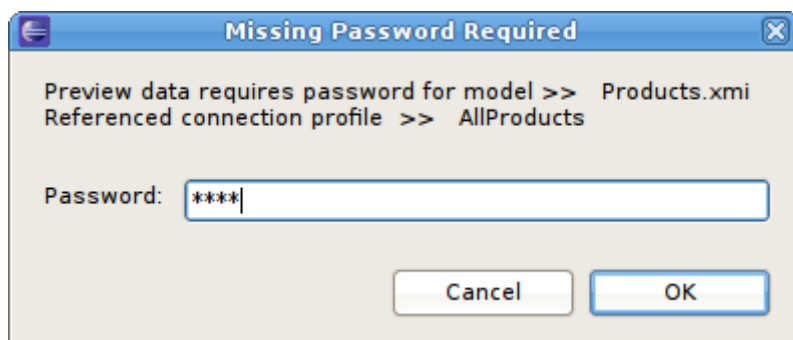 Missing Password Required
Preview data requires password for model >> Products.xmi
Referenced connection profile >> AllProducts
Password: ****
Cancel OK